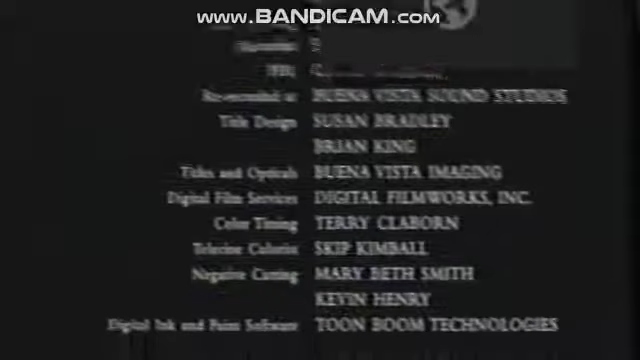 www.BANDICAM.com
Re-recorded at BUENA VISTA SOUND STUDIOS
Title Design SUSAN BRADLEY
BRIAN KING
Titles and Opticals BUENA VISTA IMAGING
Digital Film Services DIGITAL FILMWORKS, INC.
Color Timing TERRY CLABORN
Telecine Colorist SKIP KIMBALL
Negative Cutting MARY BETH SMITH
KEVIN HENRY
Digital Ink and Paint Software TOON BOOM TECHNOLOGIES